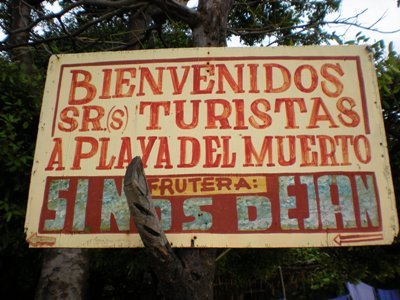 BIENVENIDOS
SR(S) TURISTAS
A PLAYA DEL MUERTO
FRUTERA:
SI NOS DEJAN